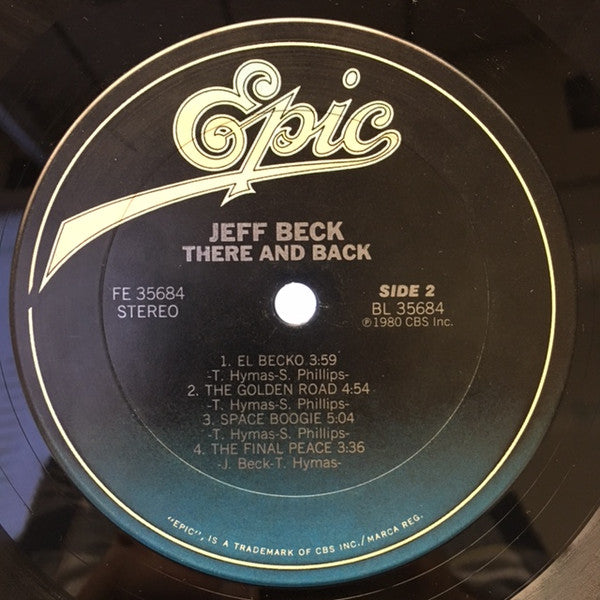 Epic
JEFF BECK
THERE AND BACK
FE 35684
STEREO
SIDE 2
BL 35684
℗1980 CBS Inc.
1. EL BECKO 3:59
-T. Hymas-S. Phillips-
2. THE GOLDEN ROAD 4:54
-T. Hymas-S. Phillips-
3. SPACE BOOGIE 5:04
-T. Hymas-S. Phillips-
4. THE FINAL PEACE 3:36
-J. Beck-T. Hymas-
"EPIC", IS A TRADEMARK OF CBS INC./MARCA REG.